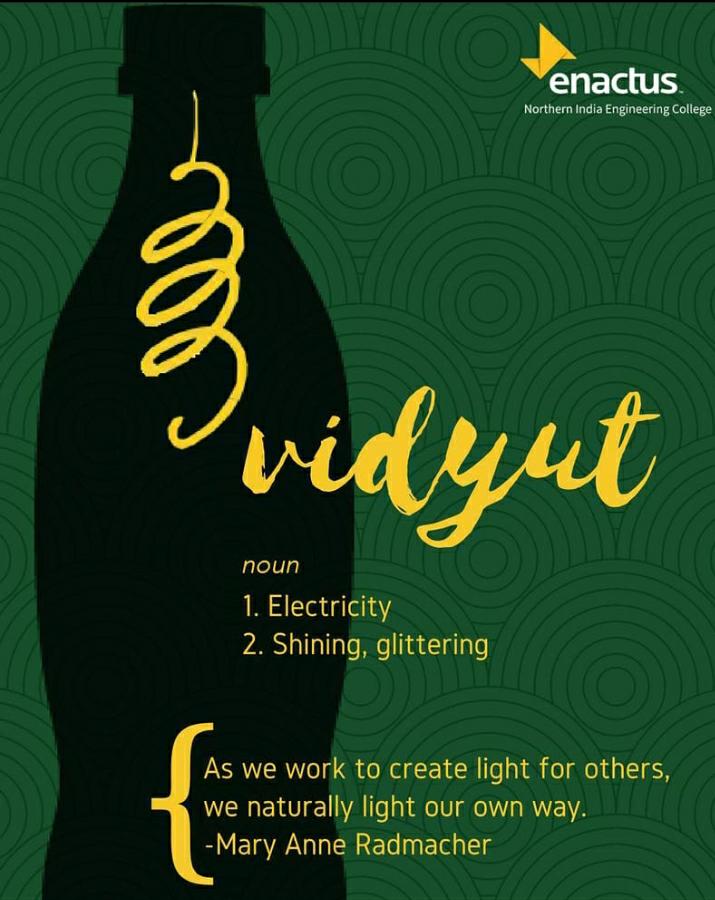 enactus
Northern India Engineering College
vidyut
noun
1. Electricity
2. Shining, glittering
As we work to create light for others,
we naturally light our own way.
-Mary Anne Radmacher